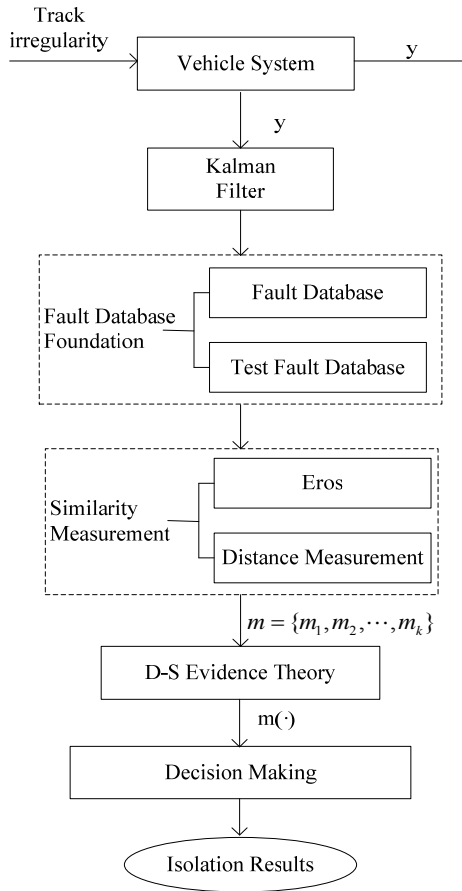 Track
irregularity
Vehicle System
y
y
Kalman
Filter
Fault Database
Foundation
Fault Database
Test Fault Database
Similarity
Measurement
Eros
Distance Measurement
m = {m₁, m₂, ⋯, mₖ}
D-S Evidence Theory
m(·)
Decision Making
Isolation Results